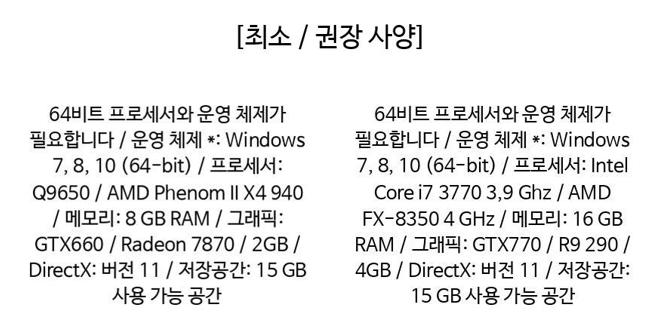 [최소 / 권장 사양]
64비트 프로세서와 운영 체제가
필요합니다 / 운영 체제 *: Windows
7, 8, 10 (64-bit) / 프로세서:
Q9650 / AMD Phenom II X4 940
/ 메모리: 8 GB RAM / 그래픽:
GTX660 / Radeon 7870 / 2GB /
DirectX: 버전 11 / 저장공간: 15 GB
사용 가능 공간
64비트 프로세서와 운영 체제가
필요합니다 / 운영 체제 *: Windows
7, 8, 10 (64-bit) / 프로세서: Intel
Core i7 3770 3,9 Ghz / AMD
FX-8350 4 GHz / 메모리: 16 GB
RAM / 그래픽: GTX770 / R9 290 /
4GB / DirectX: 버전 11 / 저장공간:
15 GB 사용 가능 공간